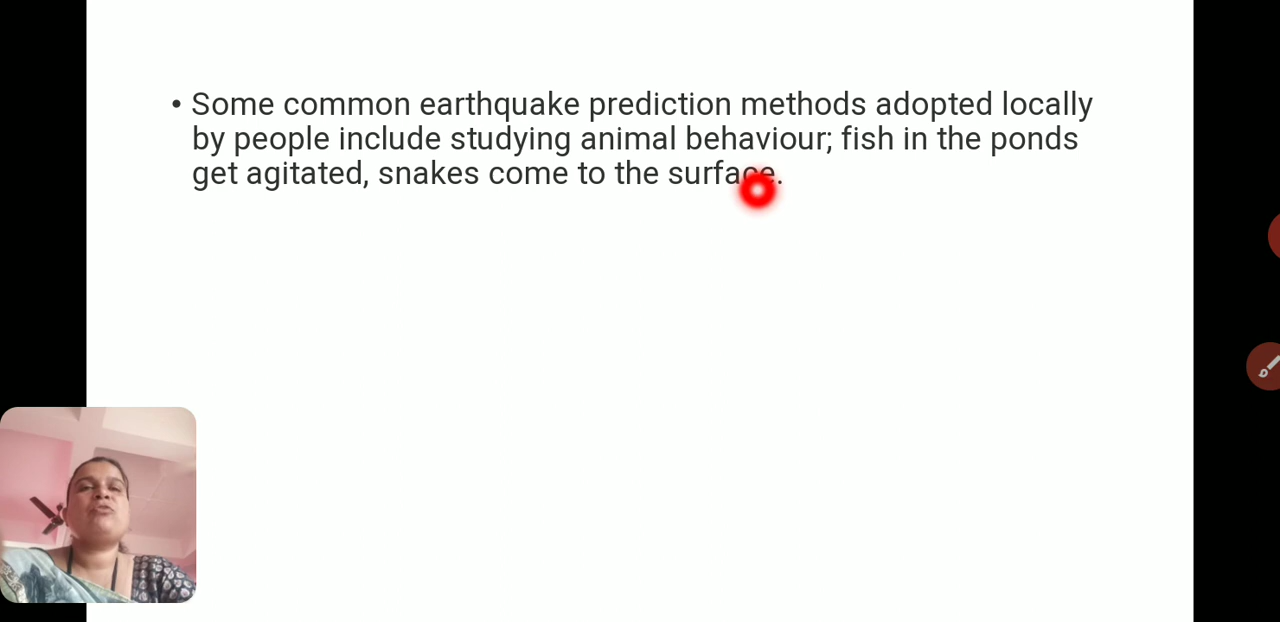 • Some common earthquake prediction methods adopted locally
by people include studying animal behaviour; fish in the ponds
get agitated, snakes come to the surface.